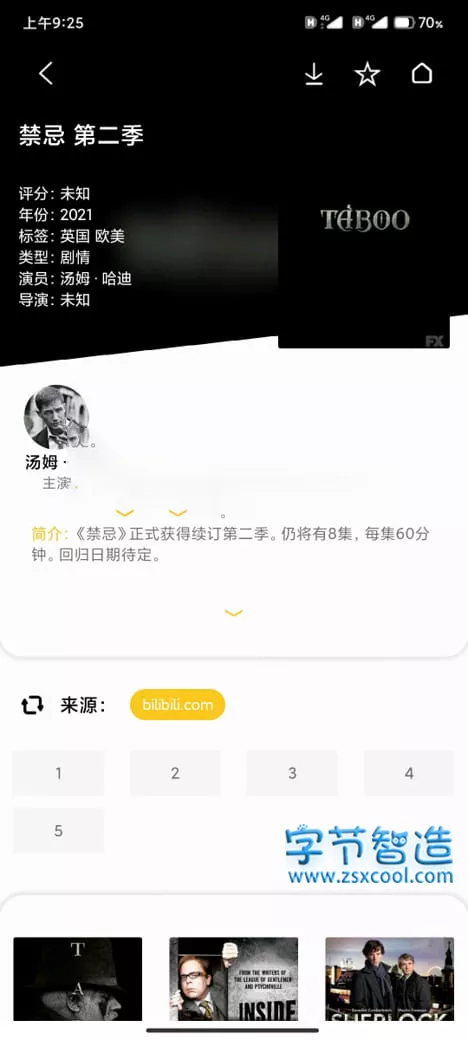 上午9:25
4G
4G
70%
禁忌 第二季
评分: 未知
年份: 2021
标签: 英国 欧美
类型: 剧情
演员: 汤姆 · 哈迪
导演: 未知
TABOO
FX
汤姆 ·
主演
简介: 《禁忌》正式获得续订第二季。仍将有8集, 每集60分
钟。回归日期待定。
来源:
bilibili.com
1
2
3
4
5
字节智造
www.zsxcool.com
T
A
FROM THE WRITERS OF
THE LEAGUE OF GENTLEMEN
AND PSYCHOVILLE
INSIDE
SHERLOCK